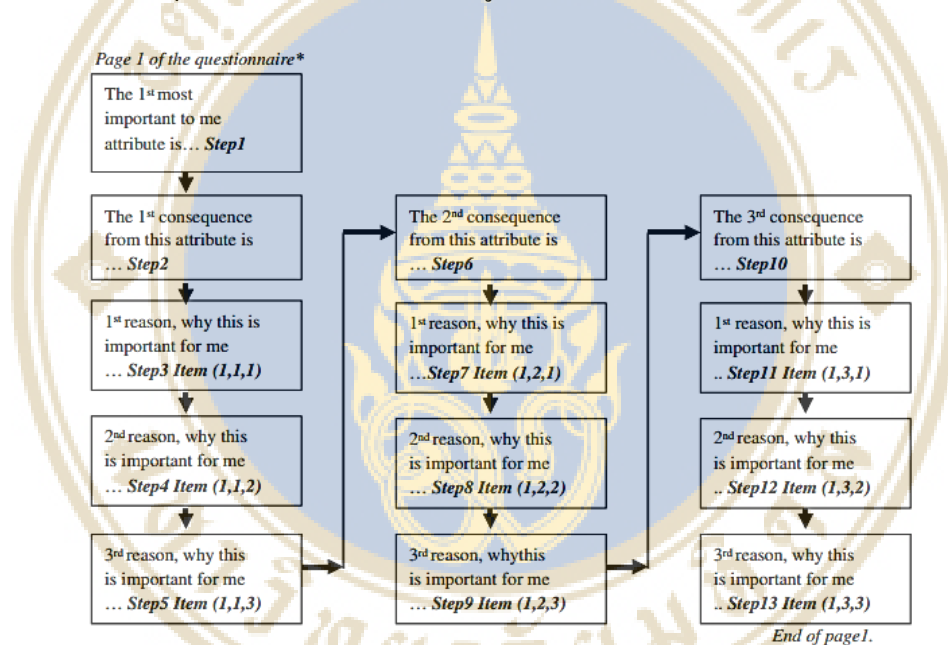 Page 1 of the questionnaire*
The 1st most
important to me
attribute is… Step1
The 1st consequence
from this attribute is
… Step2
1st reason, why this is
important for me
… Step3 Item (1,1,1)
2nd reason, why this
is important for me
… Step4 Item (1,1,2)
3rd reason, why this
is important for me
… Step5 Item (1,1,3)
The 2nd consequence
from this attribute is
… Step6
1st reason, why this is
important for me
…Step7 Item (1,2,1)
2nd reason, why this
is important for me
… Step8 Item (1,2,2)
3rd reason, whythis
is important for me
… Step9 Item (1,2,3)
The 3rd consequence
from this attribute is
… Step10
1st reason, why this is
important for me
.. Step11 Item (1,3,1)
2nd reason, why this
is important for me
.. Step12 Item (1,3,2)
3rd reason, why this
is important for me
.. Step13 Item (1,3,3)
End of page1.